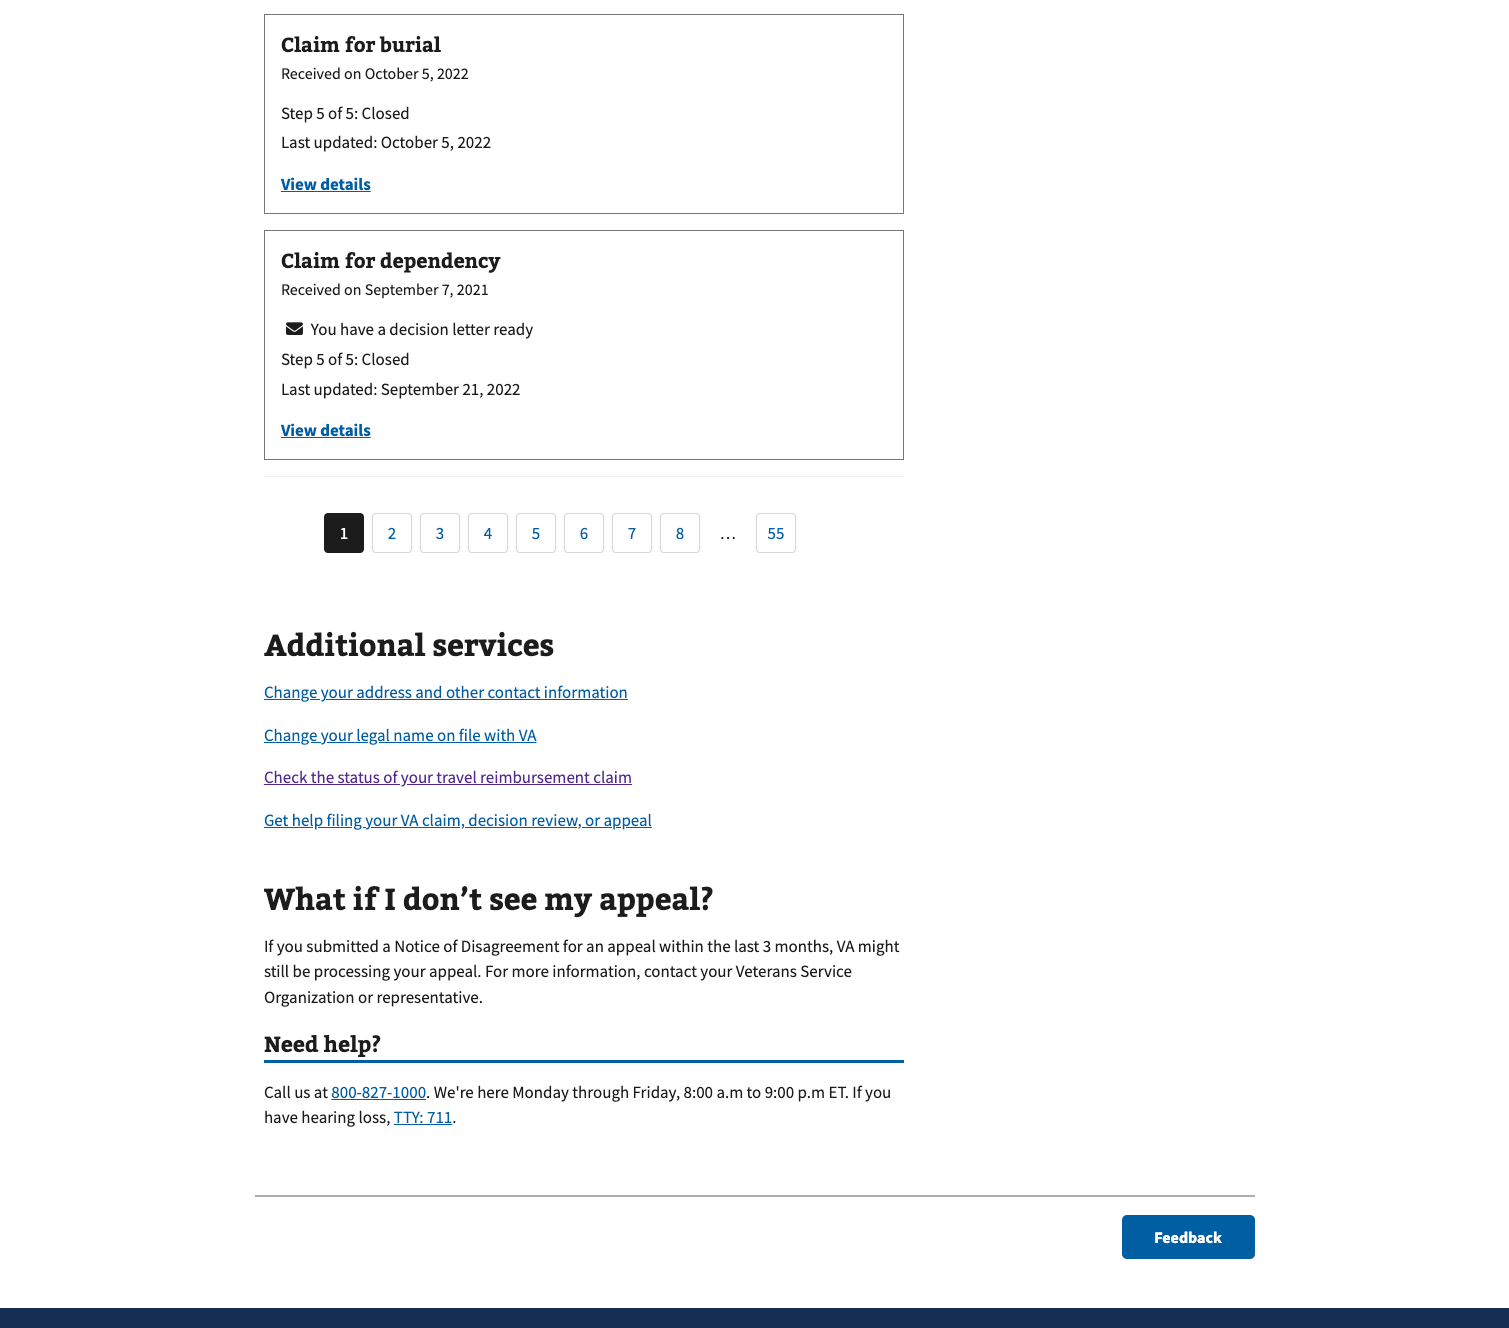 Claim for burial
Received on October 5, 2022
Step 5 of 5: Closed
Last updated: October 5, 2022
View details
Claim for dependency
Received on September 7, 2021
You have a decision letter ready
Step 5 of 5: Closed
Last updated: September 21, 2022
View details
1 2 3 4 5 6 7 8 … 55
Additional services
Change your address and other contact information
Change your legal name on file with VA
Check the status of your travel reimbursement claim
Get help filing your VA claim, decision review, or appeal
What if I don’t see my appeal?
If you submitted a Notice of Disagreement for an appeal within the last 3 months, VA might
still be processing your appeal. For more information, contact your Veterans Service
Organization or representative.
Need help?
Call us at 800-827-1000. We're here Monday through Friday, 8:00 a.m to 9:00 p.m ET. If you
have hearing loss, TTY: 711.
Feedback